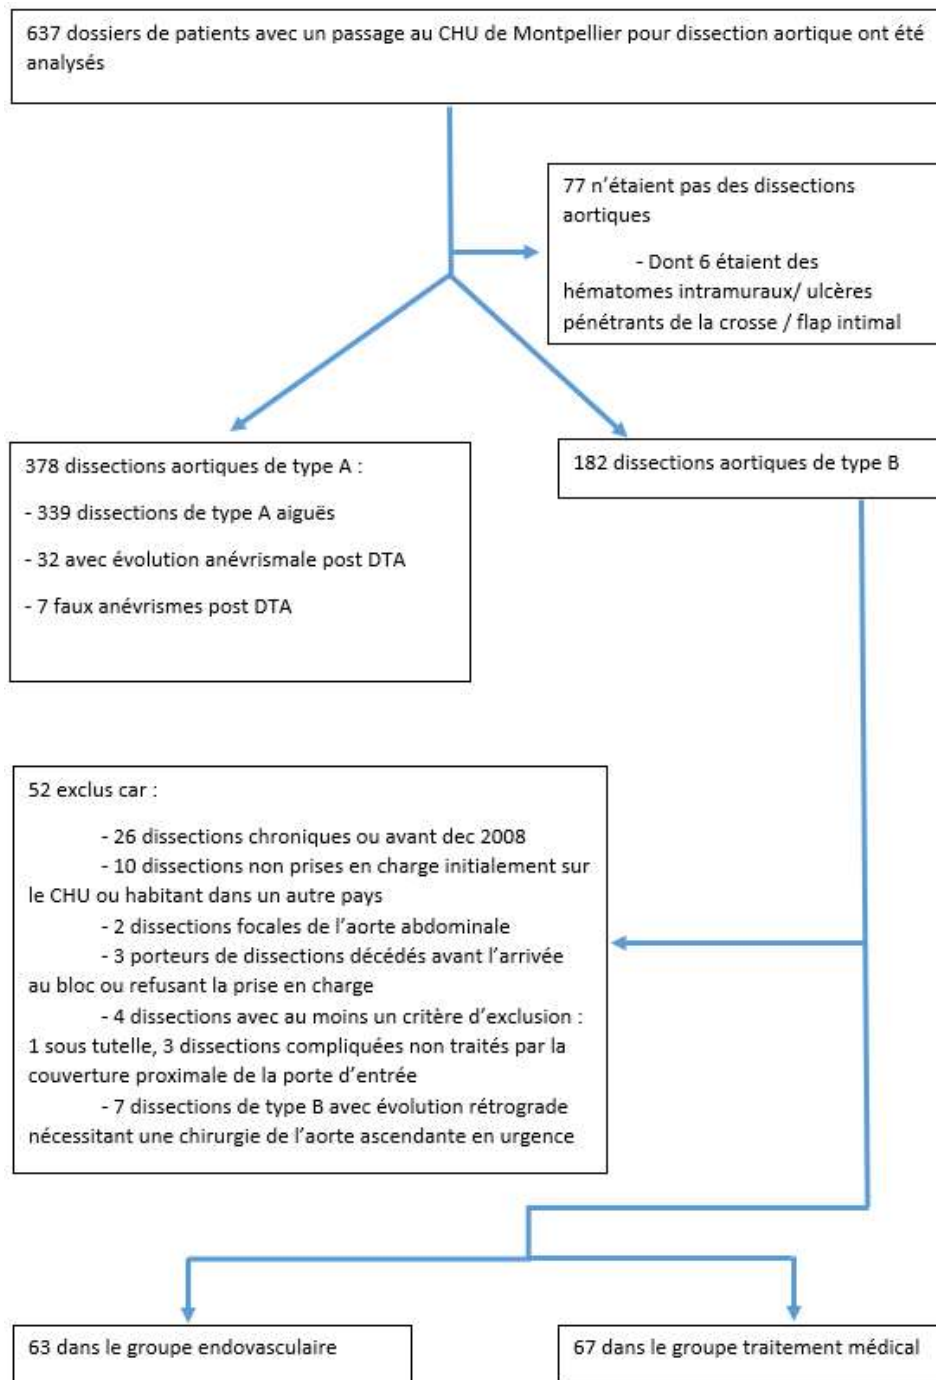 637 dossiers de patients avec un passage au CHU de Montpellier pour dissection aortique ont été
analysés
77 n'étaient pas des dissections
aortiques
- Dont 6 étaient des
hématomes intramuraux/ ulcères
pénétrants de la crosse / flap intimal
378 dissections aortiques de type A :
- 339 dissections de type A aiguës
- 32 avec évolution anévrismale post DTA
- 7 faux anévrismes post DTA
182 dissections aortiques de type B
52 exclus car :
- 26 dissections chroniques ou avant dec 2008
- 10 dissections non prises en charge initialement sur
le CHU ou habitant dans un autre pays
- 2 dissections focales de l'aorte abdominale
- 3 porteurs de dissections décédés avant l'arrivée
au bloc ou refusant la prise en charge
- 4 dissections avec au moins un critère d'exclusion :
1 sous tutelle, 3 dissections compliquées non traités par la
couverture proximale de la porte d'entrée
- 7 dissections de type B avec évolution rétrograde
nécessitant une chirurgie de l'aorte ascendante en urgence
63 dans le groupe endovasculaire
67 dans le groupe traitement médical